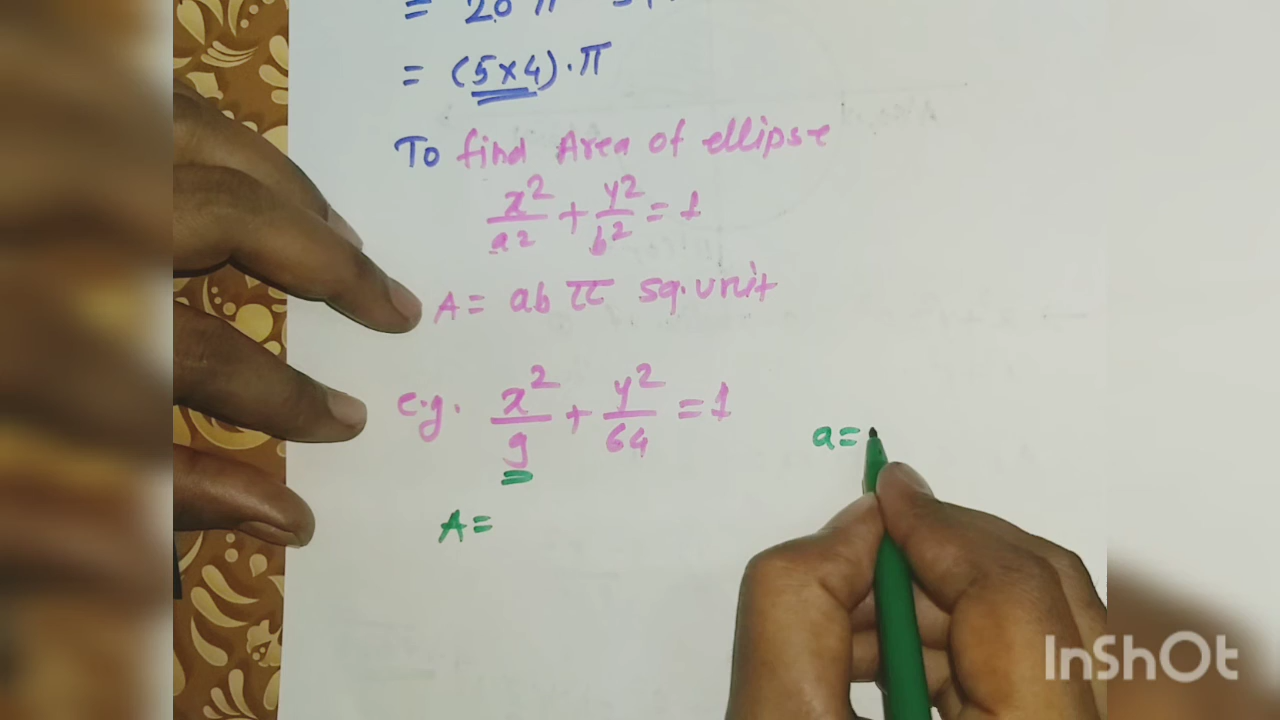 = 20 π
= (5×4).π
To find Area of ellipse
x²/a² + y²/b² = 1
A = ab π sq.unit
e.g. x²/9 + y²/64 = 1
a =
A =
InShOt